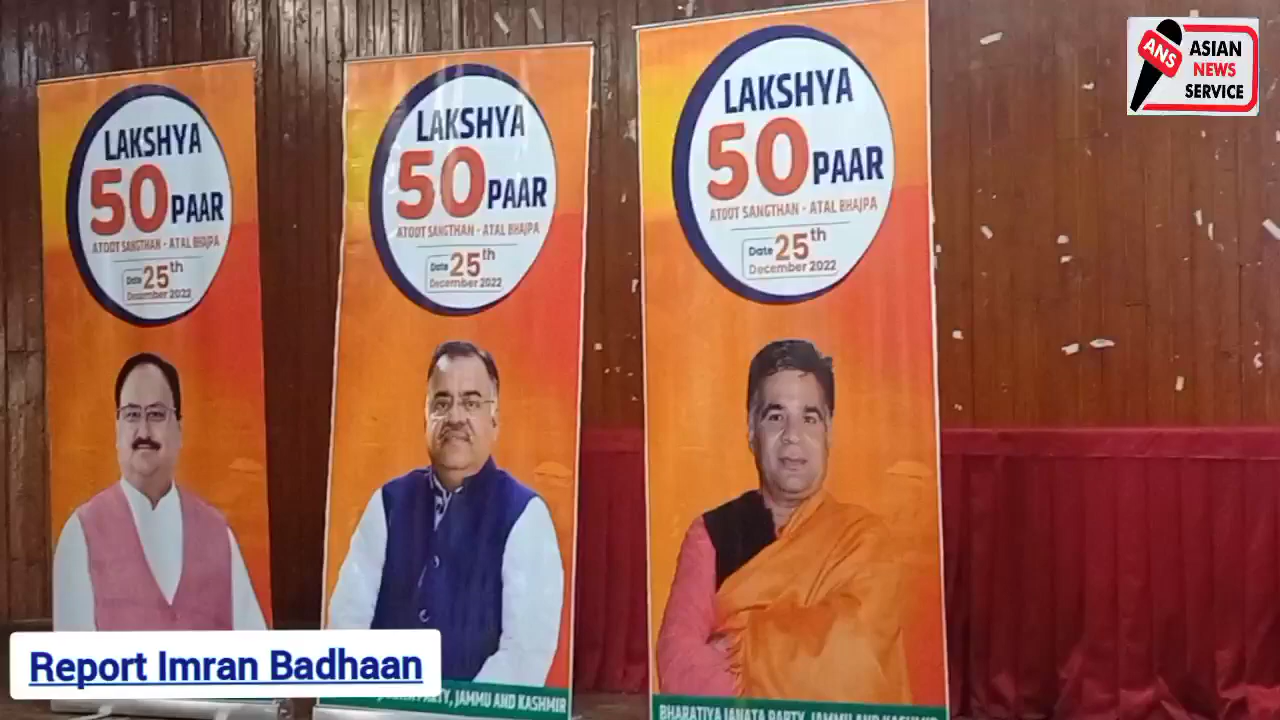 LAKSHYA
50 PAAR
ATOOT SANGTHAN - ATAL BHAJPA
Date 25th
December 2022
LAKSHYA
50 PAAR
ATOOT SANGTHAN - ATAL BHAJPA
Date 25th
December 2022
PARTY, JAMMU AND KASHMIR
LAKSHYA
50 PAAR
ATOOT SANGTHAN - ATAL BHAJPA
Date 25th
December 2022
BHARATIYA JANATA PARTY, JAMMU AND KASHMIR
ANS
ASIAN
NEWS
SERVICE
Report Imran Badhaan